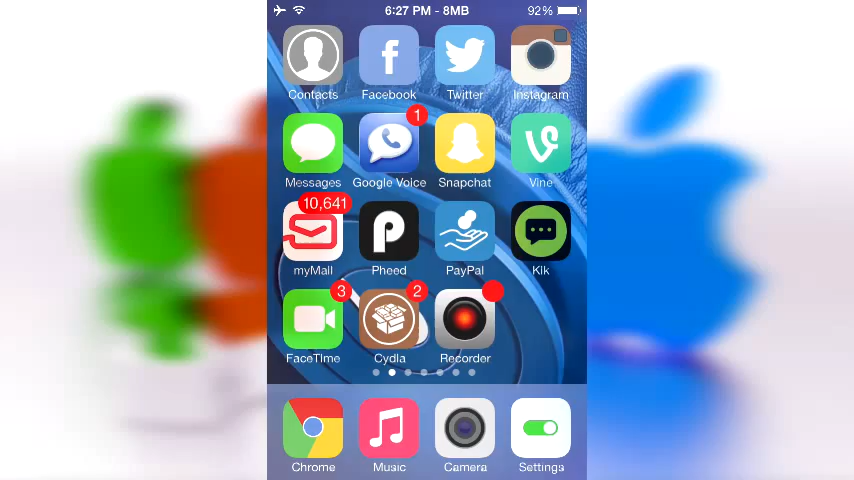 6:27 PM - 8MB 92%
Contacts Facebook Twitter Instagram
1
Messages Google Voice Snapchat Vine
10,641
myMail Pheed PayPal Kik
3 2
FaceTime Cydia Recorder
Chrome Music Camera Settings